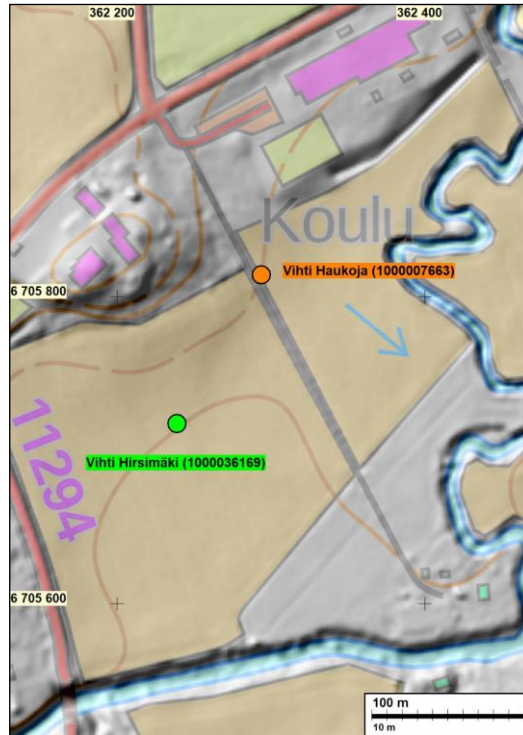 362 200
362 400
Koulu
Vihti Haukoja (1000007663)
6 705 800
11294
Vihti Hirsimäki (1000036169)
6 705 600
100 m
10 m